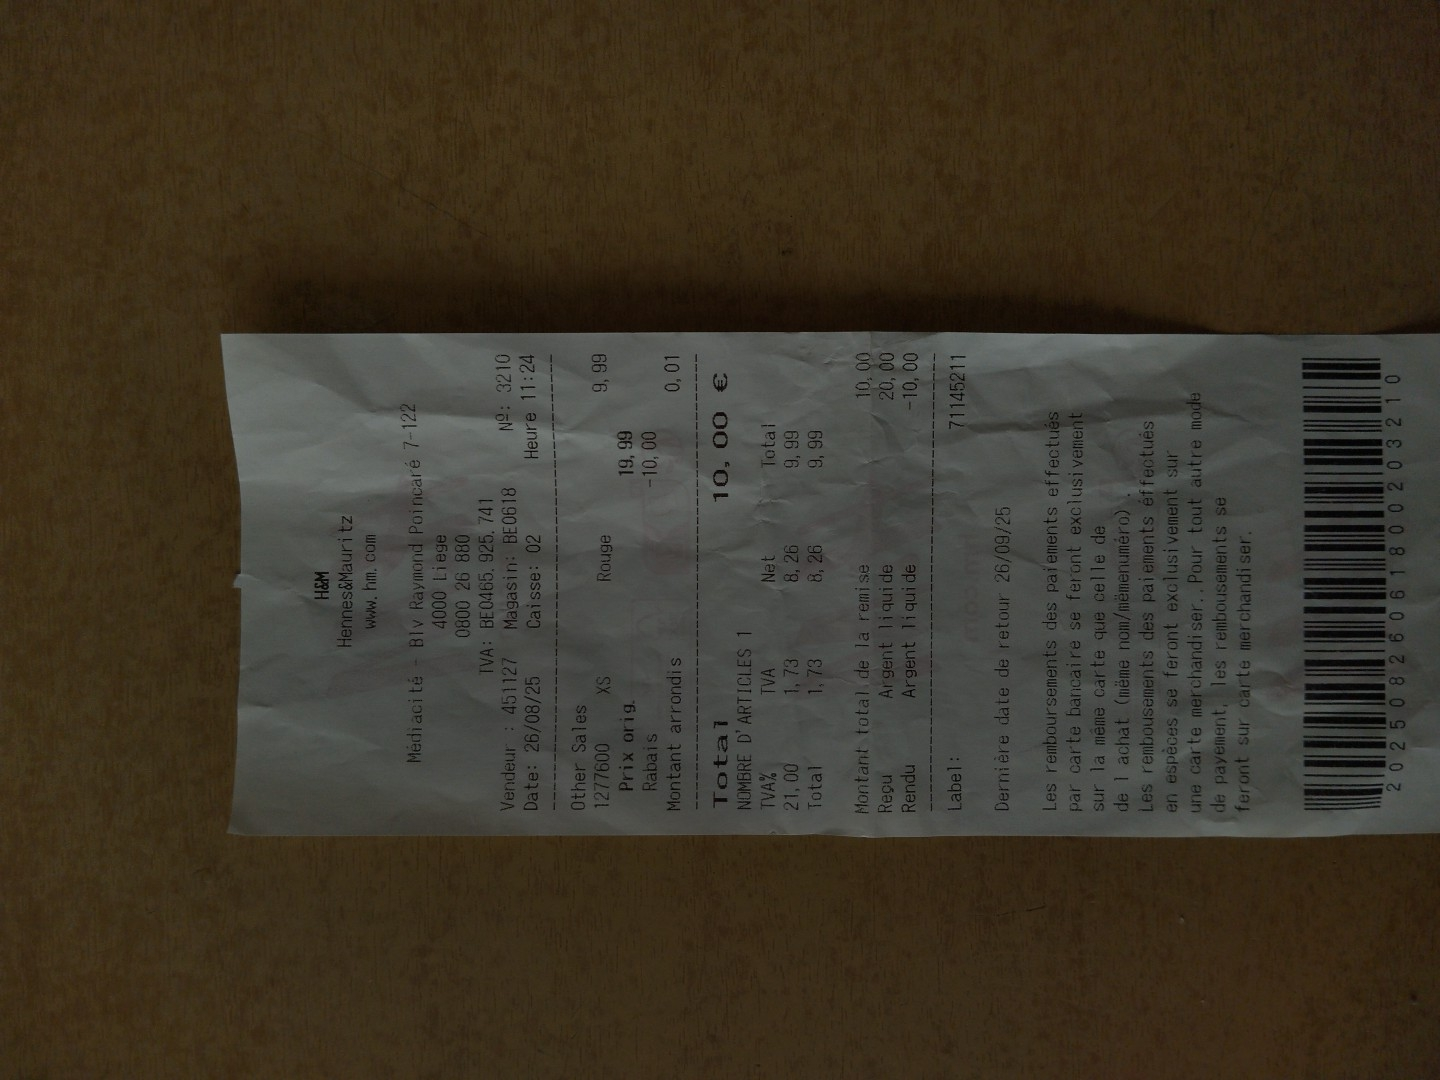 H&M
Hennes&Mauritz
www.hm.com
Médiacité - Blv Raymond Poincaré 7-122
4000 Liege
0800 26 880
TVA: BE0465.925.741
Vendeur : 451127 Magasin: BE0618 Nº: 3210
Date: 26/08/25 Caisse: 02 Heure 11:24
Other Sales
1277600 XS Rouge 9,99
Prix orig. 19,99
Rabais -10,00
Montant arrondis 0,01
Total 10,00 €
NOMBRE D'ARTICLES 1
TVA% TVA Net Total
21,00 1,73 8,26 9,99
Total 1,73 8,26 9,99
Montant total de la remise 10,00
Reçu Argent liquide 20,00
Rendu Argent liquide -10,00
Label: 71145211
Dernière date de retour 26/09/25
Les remboursements des paiements effectués
par carte bancaire se feront exclusivement
sur la même carte que celle de
de l achat (même nom/mêmenuméro).
Les rembousements des paiements éffectués
en espèces se feront exclusivement sur
une carte merchandiser..Pour tout autre mode
de payement, les rembousements se
feront sur carte merchandiser.
20250826061800203210